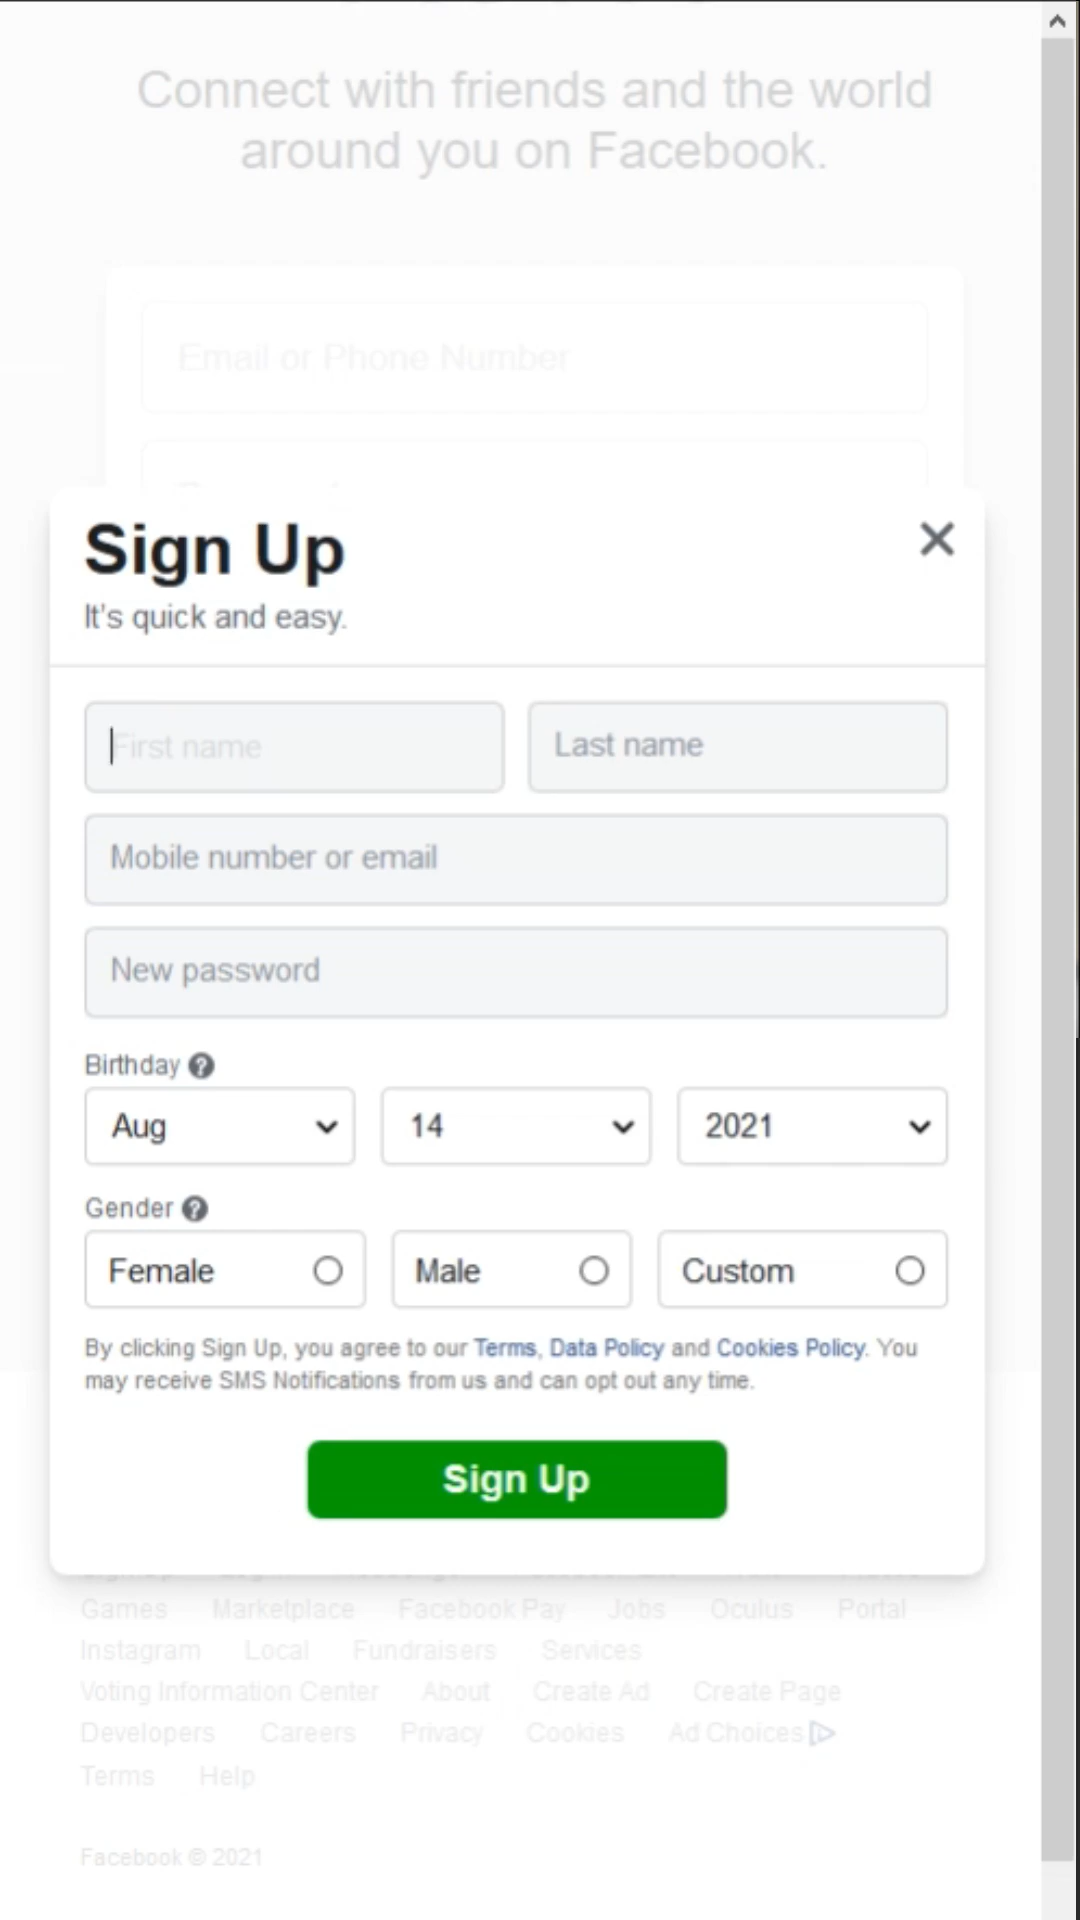 Connect with friends and the world
around you on Facebook.
Email or Phone Number
Sign Up
It's quick and easy.
First name
Last name
Mobile number or email
New password
Birthday ?
Aug
14
2021
Gender ?
Female
Male
Custom
By clicking Sign Up, you agree to our Terms, Data Policy and Cookies Policy. You
may receive SMS Notifications from us and can opt out any time.
Sign Up
Games Marketplace Facebook Pay Jobs Oculus Portal
Instagram Local Fundraisers Services
Voting Information Center About Create Ad Create Page
Developers Careers Privacy Cookies Ad Choices
Terms Help
Facebook © 2021